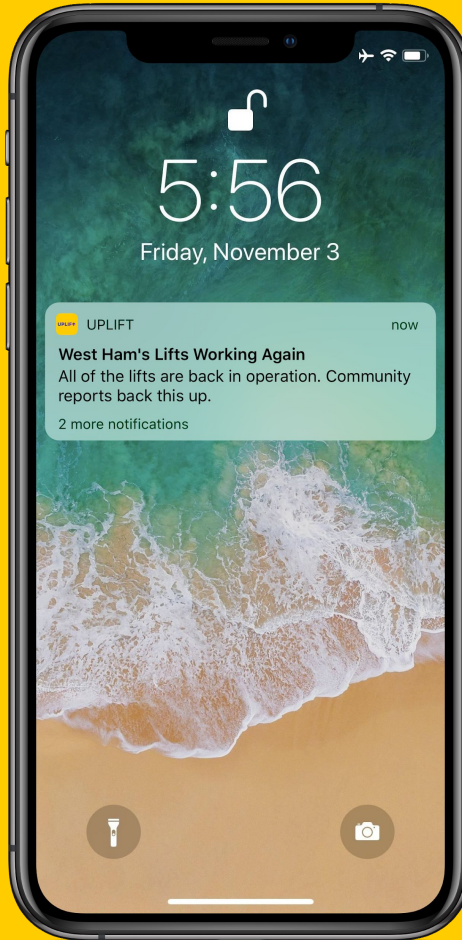 5:56
Friday, November 3
UPLIFT UPLIFT now
West Ham's Lifts Working Again
All of the lifts are back in operation. Community
reports back this up.
2 more notifications